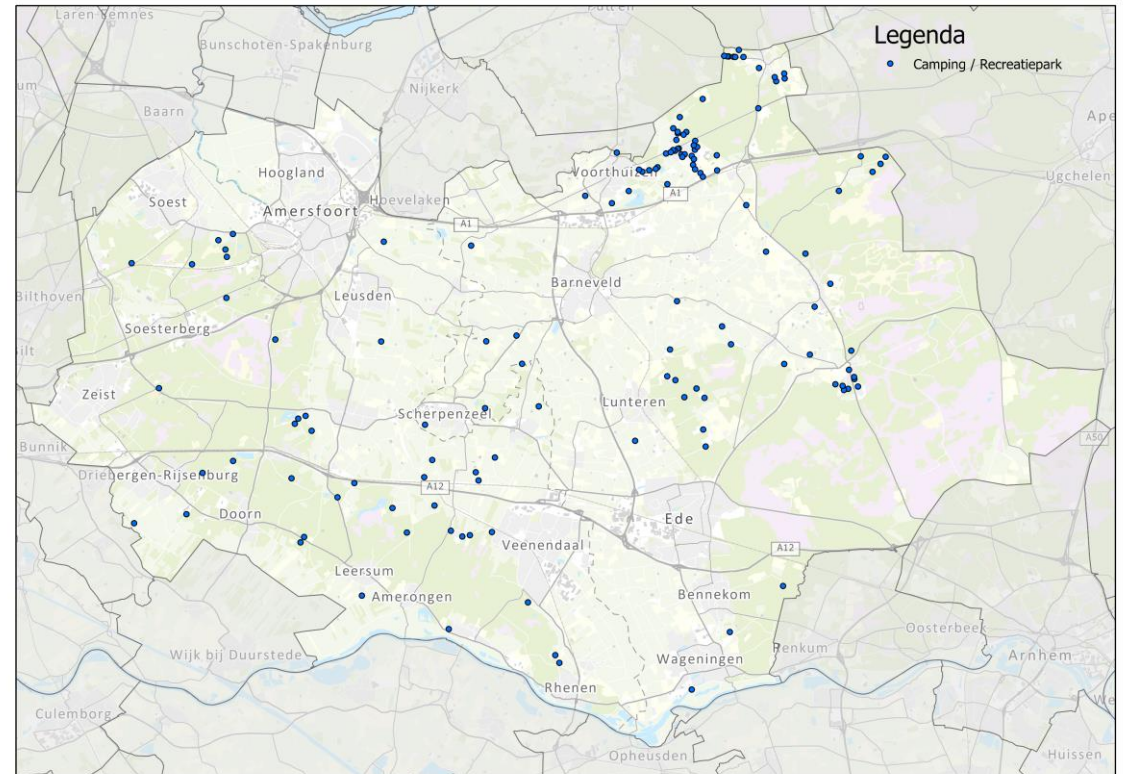 Laren Eemnes
Putten
Legenda
Camping / Recreatiepark
Bunschoten-Spakenburg
Nijkerk
Baarn
Ape
Hoogland
Voorthuizen
Ugchelen
Soest
Amersfoort
Hoevelaken
A1
A1
Barneveld
Bilthoven
Leusden
Soesterberg
Zeist
Scherpenzeel
Lunteren
Bunnik
A50
Driebergen-Rijsenburg
A12
Doorn
Ede
Veenendaal
A12
Leersum
Amerongen
Bennekom
Oosterbeek
Wijk bij Duurstede
Wageningen
Renkum
Arnhem
Rhenen
We
Culemborg
Opheusden
Huissen